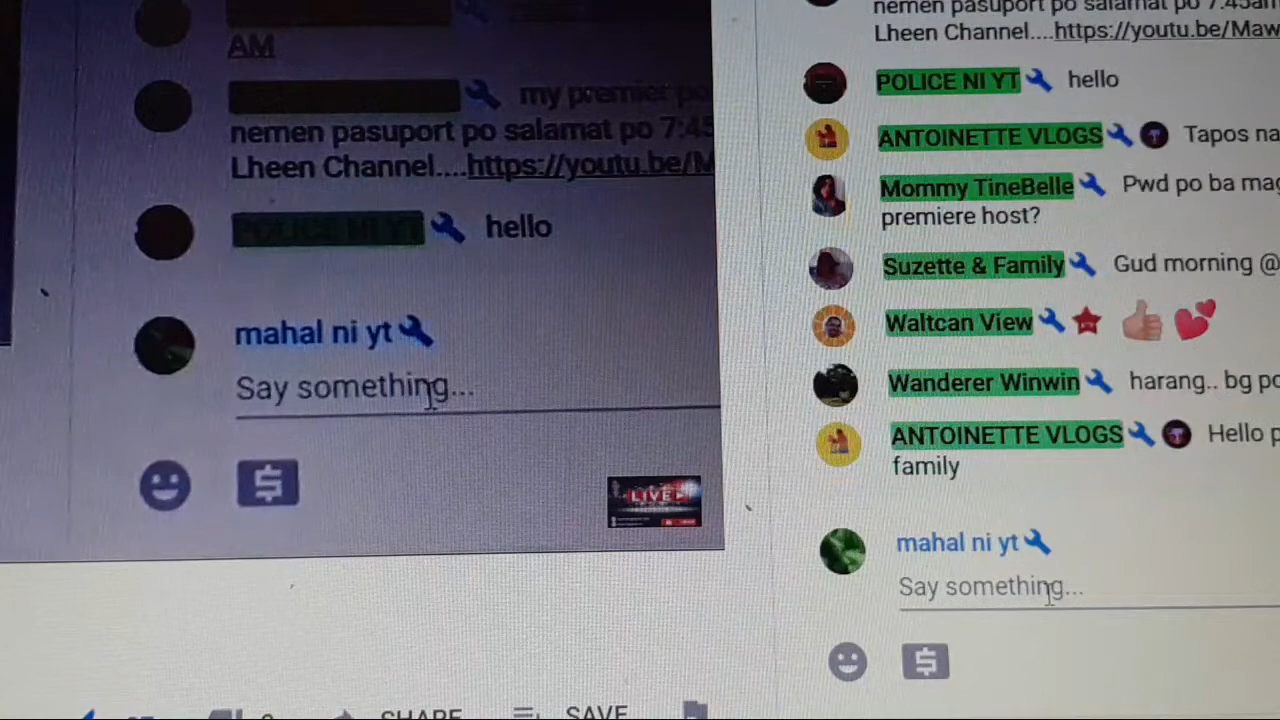 AM
my premier
nemen pasuport po salamat po 7:45
Lheen Channel....https://youtu.be/M
POLICE NI YT hello
mahal ni yt
Say something...
LIVE
nemen pasuport po salamat po 7:45am
Lheen Channel....https://youtu.be/Maw
POLICE NI YT hello
ANTOINETTE VLOGS Tapos na
Mommy TineBelle Pwd po ba mag
premiere host?
Suzette & Family Gud morning @
Waltcan View
Wanderer Winwin harang.. bg po
ANTOINETTE VLOGS Hello p
family
mahal ni yt
Say something...
SHARE
SAVE